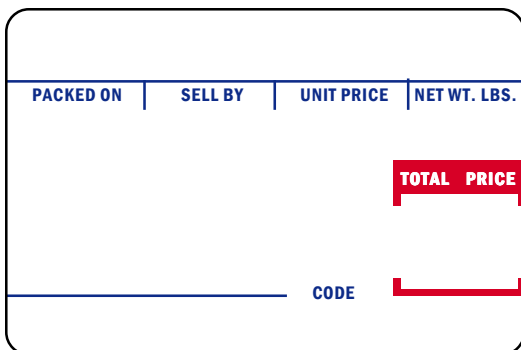 PACKED ON SELL BY UNIT PRICE NET WT. LBS.
TOTAL PRICE
CODE